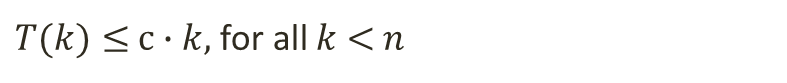 T(k) ≤ c · k, for all k < n